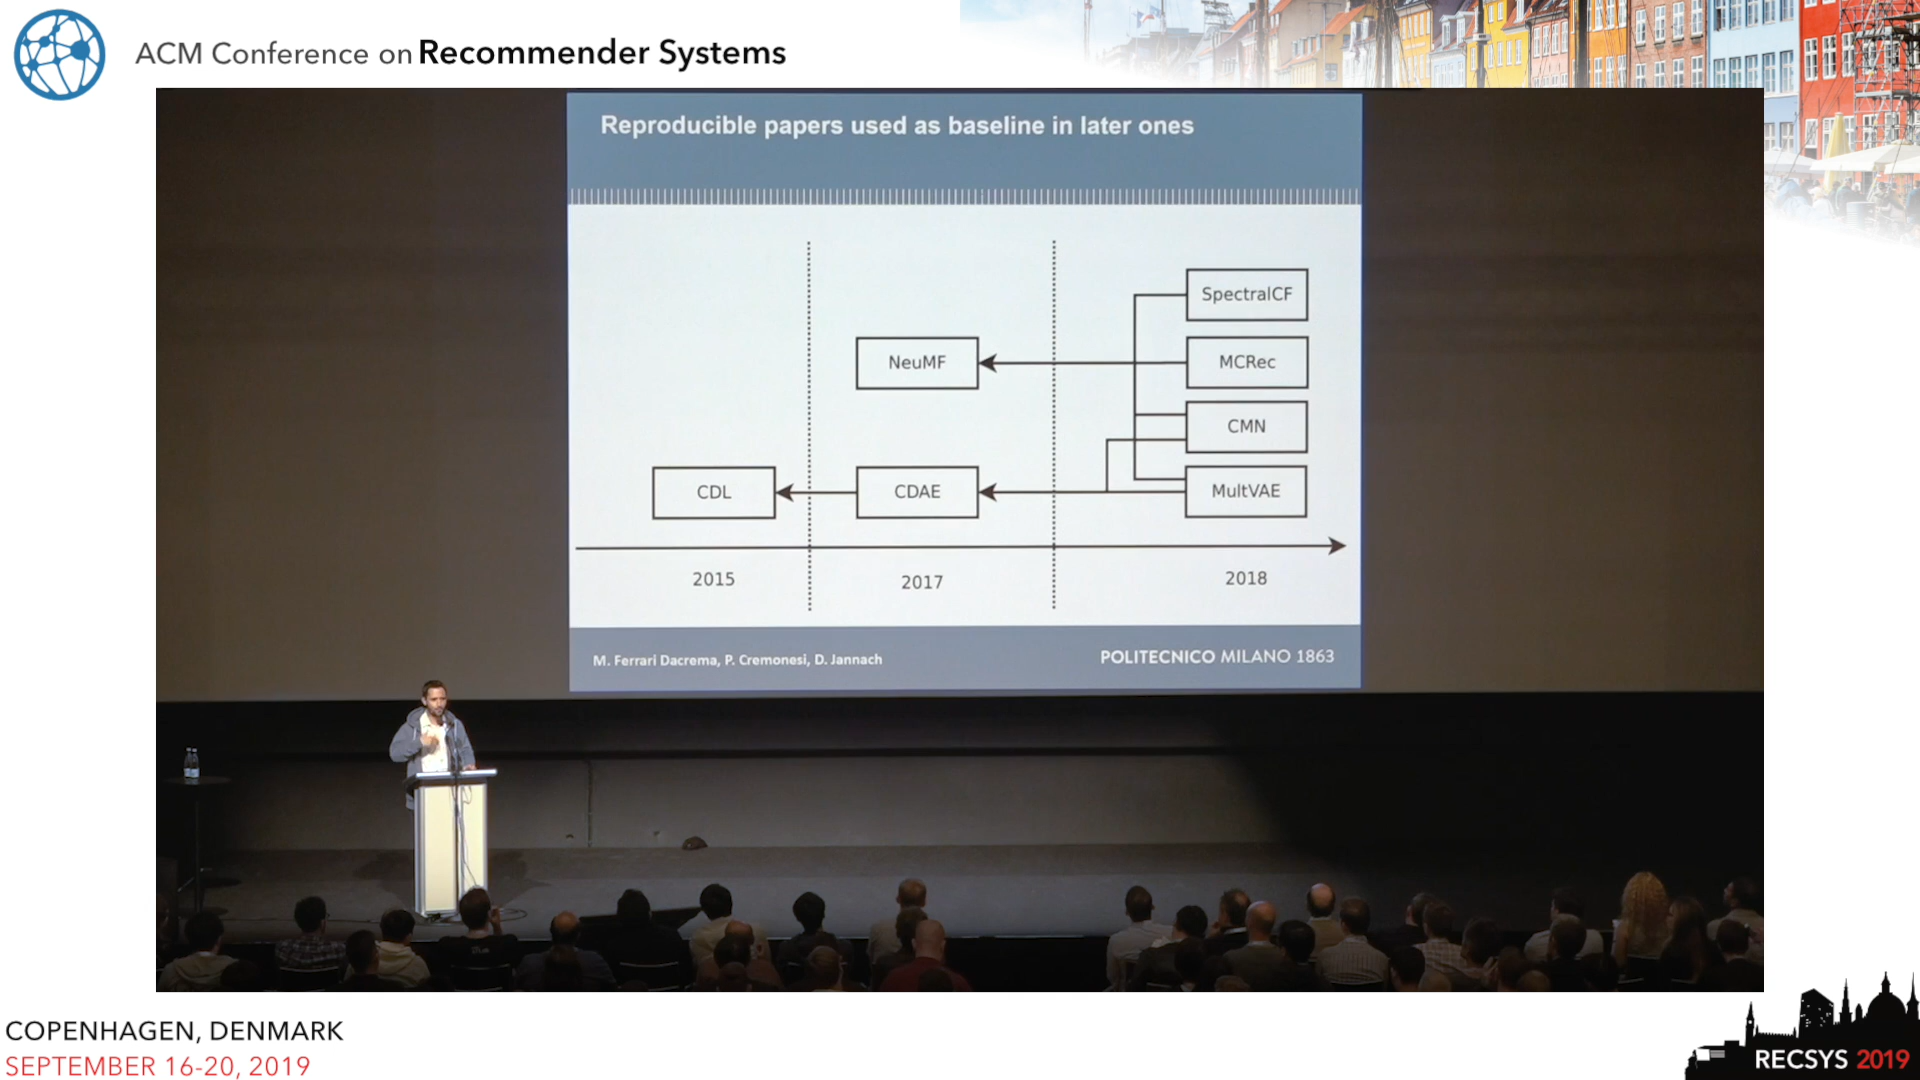 ACM Conference on Recommender Systems
Reproducible papers used as baseline in later ones
SpectralCF
NeuMF
MCRec
CMN
CDL
CDAE
MultVAE
2015
2017
2018
M. Ferrari Dacrema, P. Cremonesi, D. Jannach
POLITECNICO MILANO 1863
COPENHAGEN, DENMARK
SEPTEMBER 16-20, 2019
RECSYS 2019